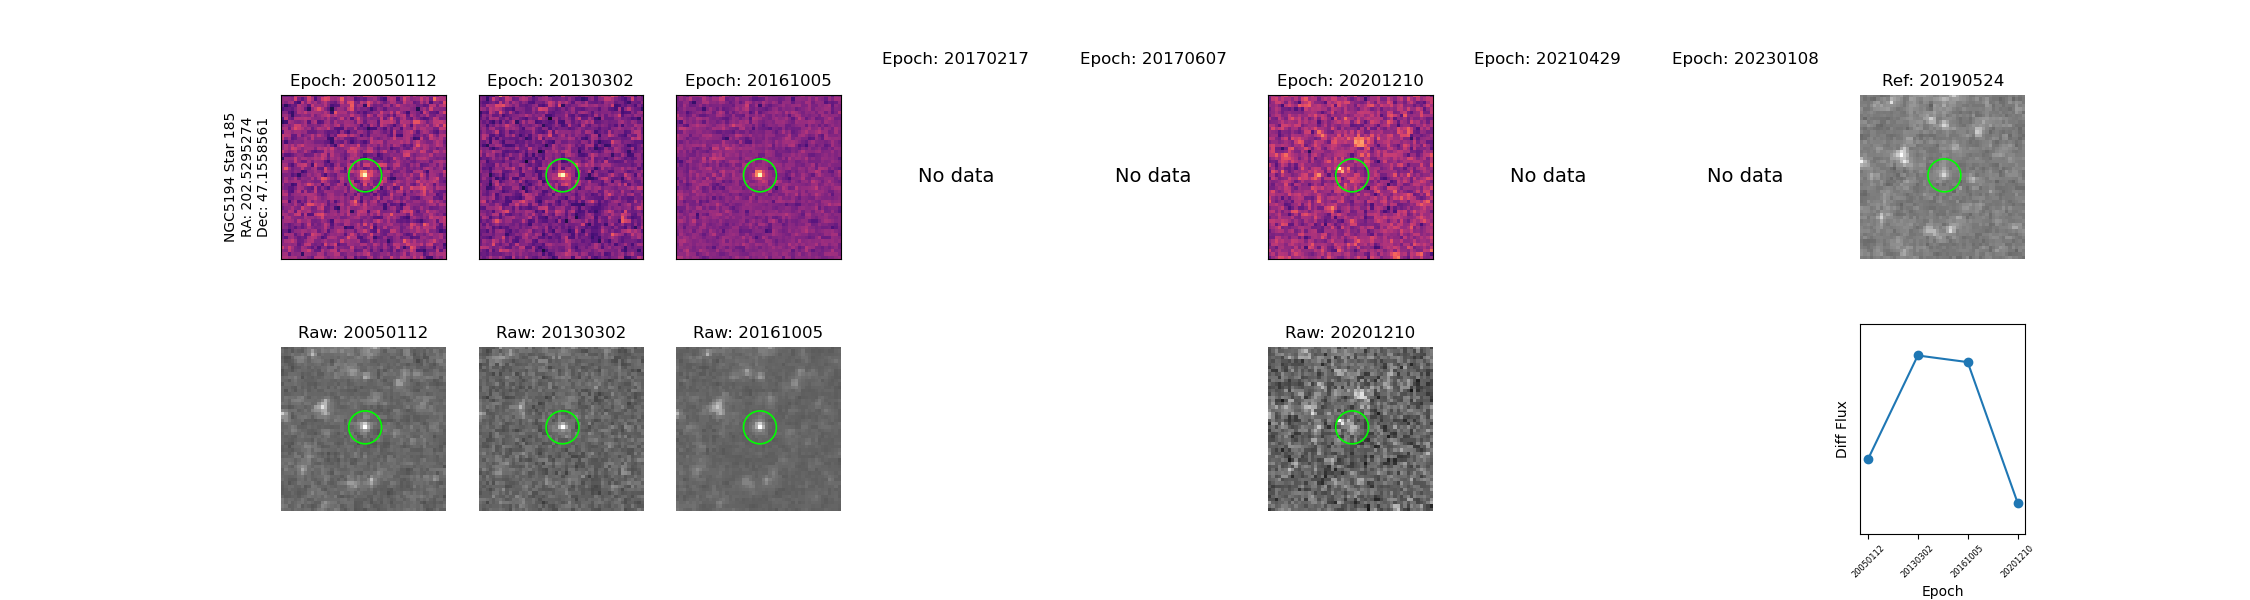 Epoch: 20050112
Epoch: 20130302
Epoch: 20161005
Epoch: 20170217
Epoch: 20170607
Epoch: 20201210
Epoch: 20210429
Epoch: 20230108
Ref: 20190524
NGC5194 Star 185
RA: 202.5295274
Dec: 47.1558561
No data
No data
No data
No data
Raw: 20050112
Raw: 20130302
Raw: 20161005
Raw: 20201210
Diff Flux
20050112
20130302
20161005
20201210
Epoch